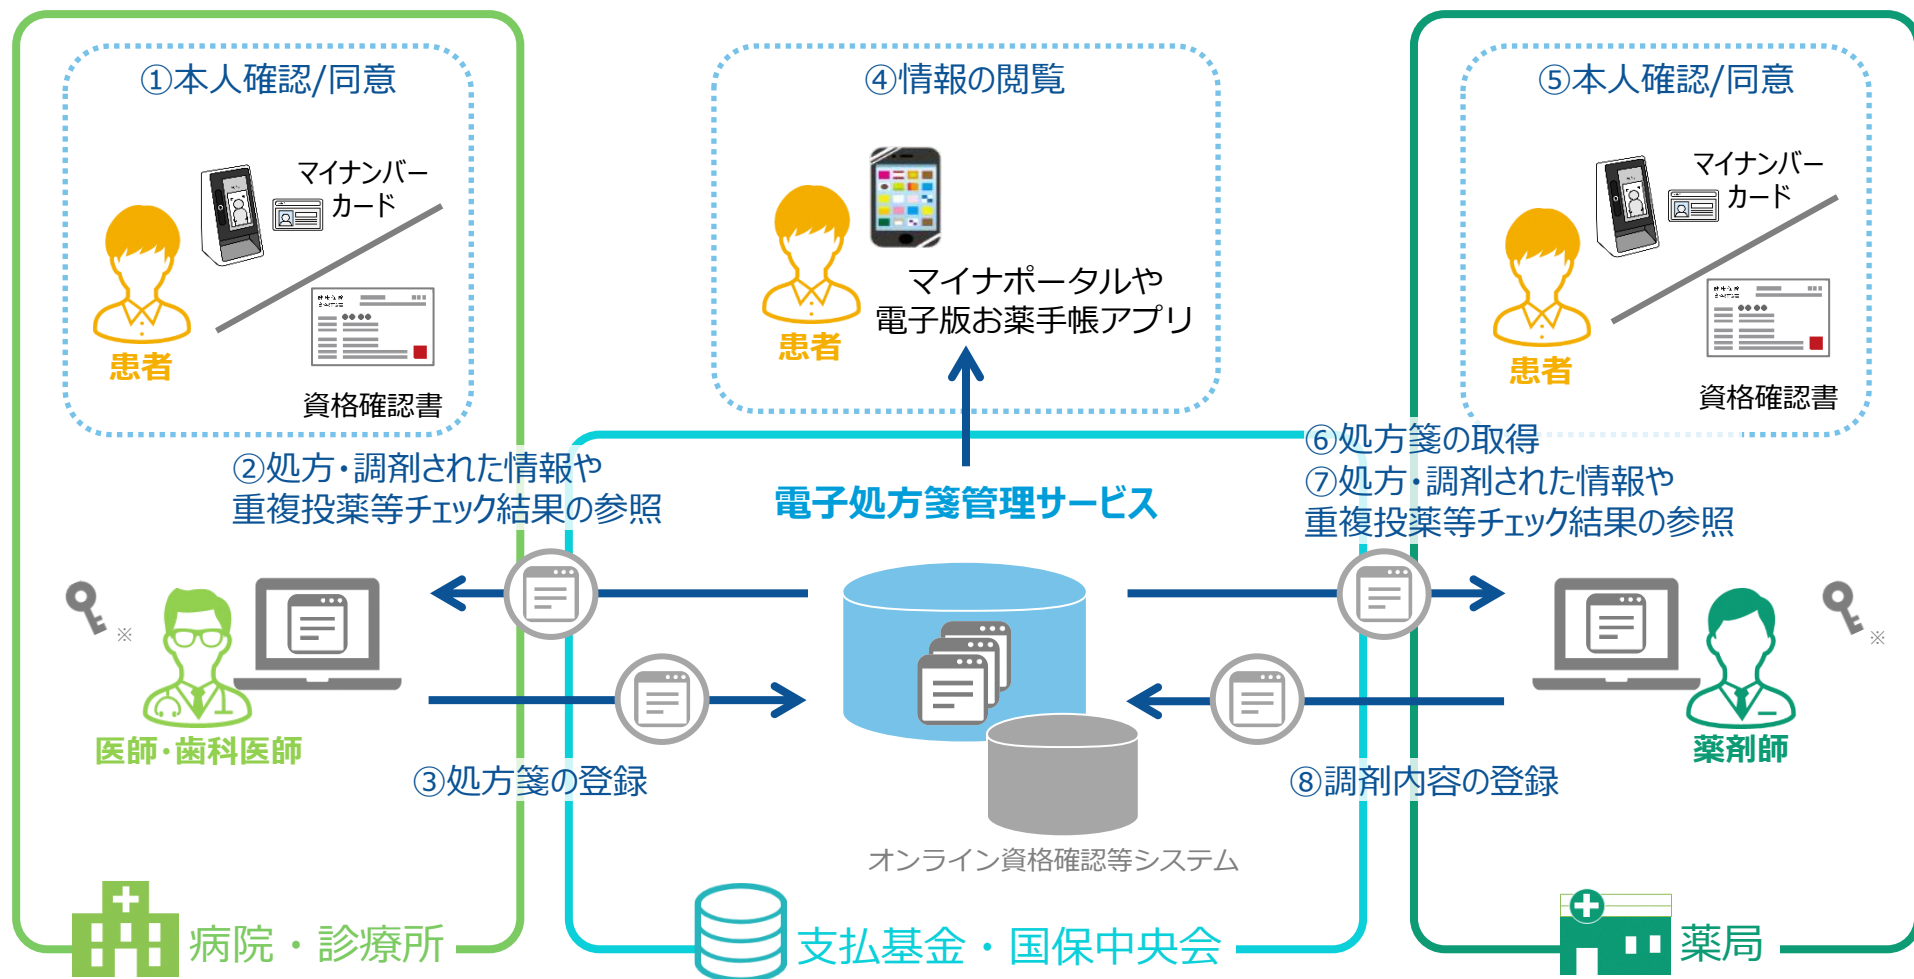 ①本人確認/同意
マイナンバー
カード
患者
資格確認書
②処方・調剤された情報や
重複投薬等チェック結果の参照
※
医師・歯科医師
③処方箋の登録
病院・診療所
④情報の閲覧
マイナポータルや
電子版お薬手帳アプリ
患者
電子処方箋管理サービス
オンライン資格確認等システム
支払基金・国保中央会
⑤本人確認/同意
マイナンバー
カード
患者
資格確認書
⑥処方箋の取得
⑦処方・調剤された情報や
重複投薬等チェック結果の参照
※
薬剤師
⑧調剤内容の登録
薬局